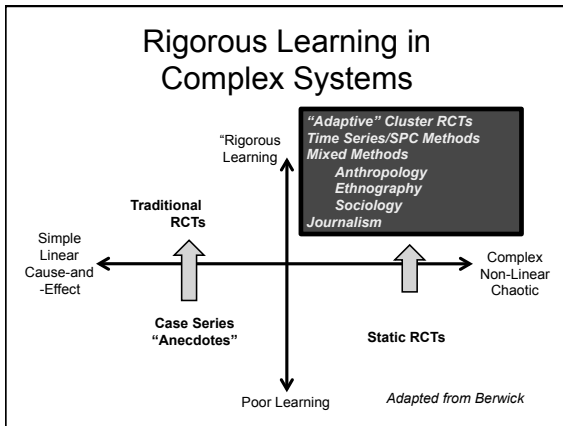 Rigorous Learning in
Complex Systems
"Rigorous
Learning
"Adaptive" Cluster RCTs
Time Series/SPC Methods
Mixed Methods
Anthropology
Ethnography
Sociology
Journalism
Traditional
RCTs
Simple
Linear
Cause-and
-Effect
Complex
Non-Linear
Chaotic
Case Series
"Anecdotes"
Static RCTs
Poor Learning
Adapted from Berwick